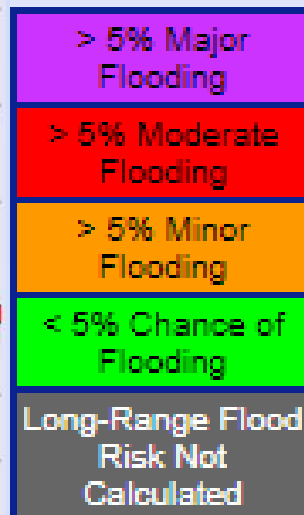 > 5% Major
Flooding
> 5% Moderate
Flooding
> 5% Minor
Flooding
< 5% Chance of
Flooding
Long-Range Flood
Risk Not
Calculated